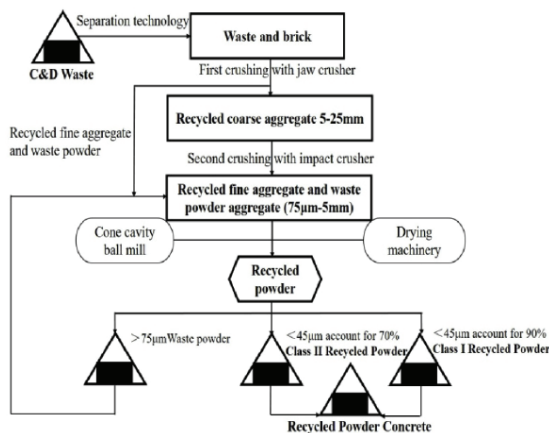 Separation technology
Waste and brick
C&D Waste
First crushing with jaw crusher
Recycled coarse aggregate 5-25mm
Recycled fine aggregate
and waste powder
Second crushing with impact crusher
Recycled fine aggregate and waste
powder aggregate (75μm-5mm)
Cone cavity
ball mill
Drying
machinery
Recycled
powder
>75μmWaste powder
<45μm account for 70%
Class II Recycled Powder
<45μm account for 90%
Class I Recycled Powder
Recycled Powder Concrete